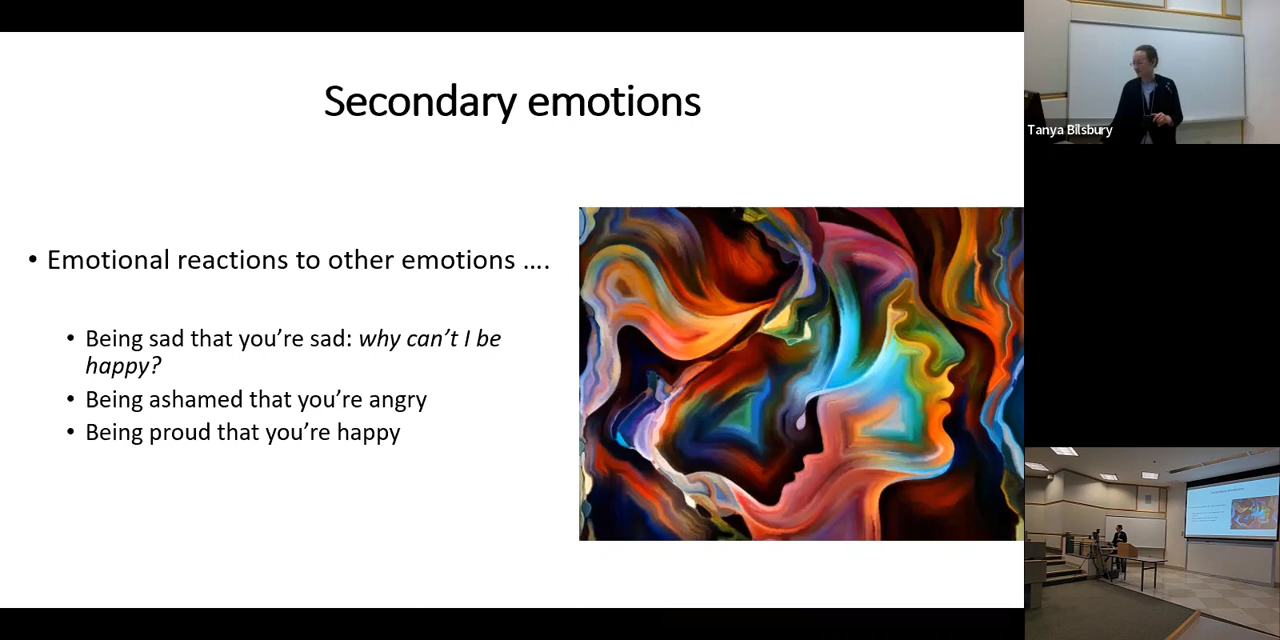 Secondary emotions
• Emotional reactions to other emotions ….
• Being sad that you’re sad: why can’t I be
happy?
• Being ashamed that you’re angry
• Being proud that you’re happy
Tanya Bilsbury